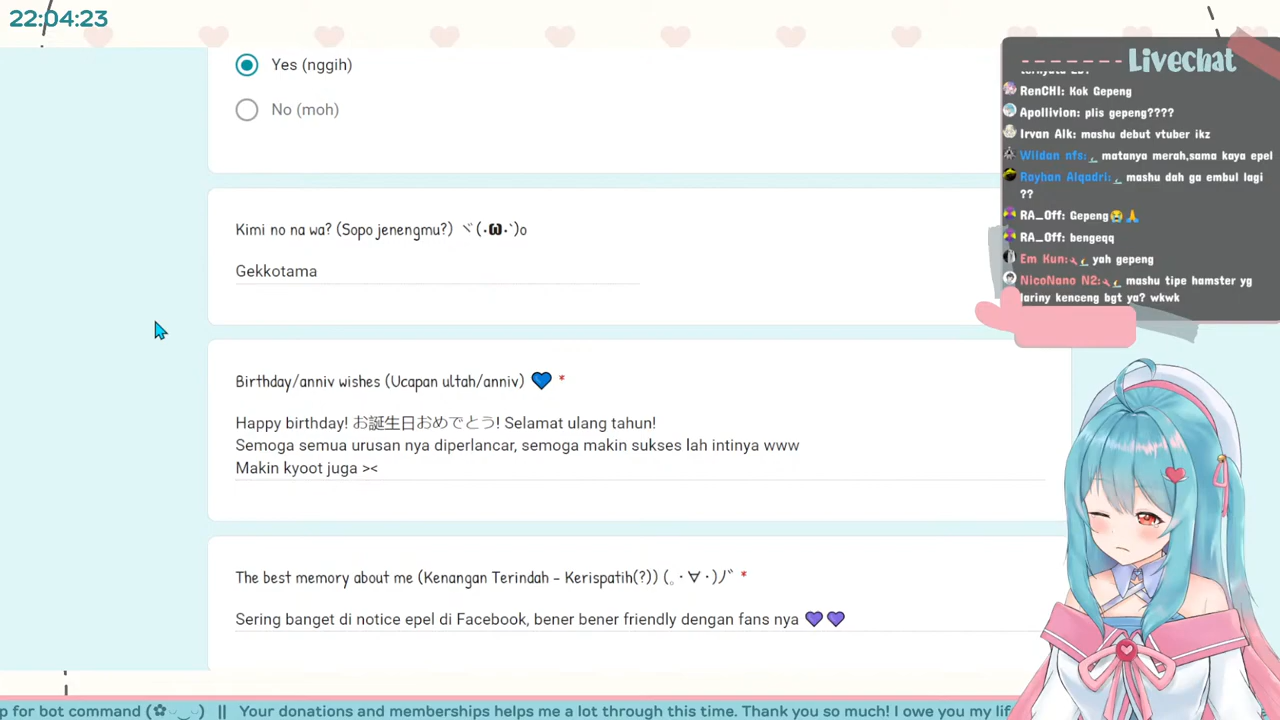 22:04:23
Yes (nggih)
No (moh)
Kimi no na wa? (Sopo jenengmu?) ヾ(･ω･`)o
Gekkotama
Birthday/anniv wishes (Ucapan ultah/anniv) 💙 *
Happy birthday! お誕生日おめでとう! Selamat ulang tahun!
Semoga semua urusan nya diperlancar, semoga makin sukses lah intinya www
Makin kyoot juga ><
The best memory about me (Kenangan Terindah - Kerispatih(?)) (｡･∀･)ﾉﾞ *
Sering banget di notice epel di Facebook, bener bener friendly dengan fans nya 💜💜
Livechat
RenCHI: Kok Gepeng
Apollivion: plis gepeng????
Irvan Alk: mashu debut vtuber ikz
Wildan nfs: matanya merah,sama kaya epel
Rayhan Alqadri: mashu dah ga embul lagi
??
RA_Off: Gepeng😭🙏
RA_Off: bengeqq
Em Kun: yah gepeng
NicoNano N2: mashu tipe hamster yg
lariny kenceng bgt ya? wkwk
p for bot command (✿◡‿◡) || Your donations and memberships helps me a lot through this time. Thank you so much! I owe you my li